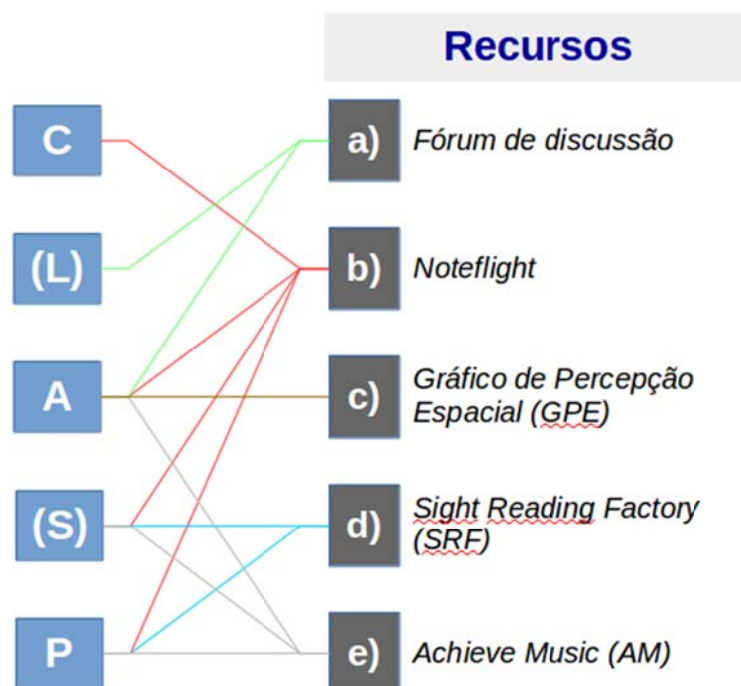 Recursos
C
a)
Fórum de discussão
(L)
b)
Noteflight
A
c)
Gráfico de Percepção
Espacial (GPE)
(S)
d)
Sight Reading Factory
(SRF)
P
e)
Achieve Music (AM)